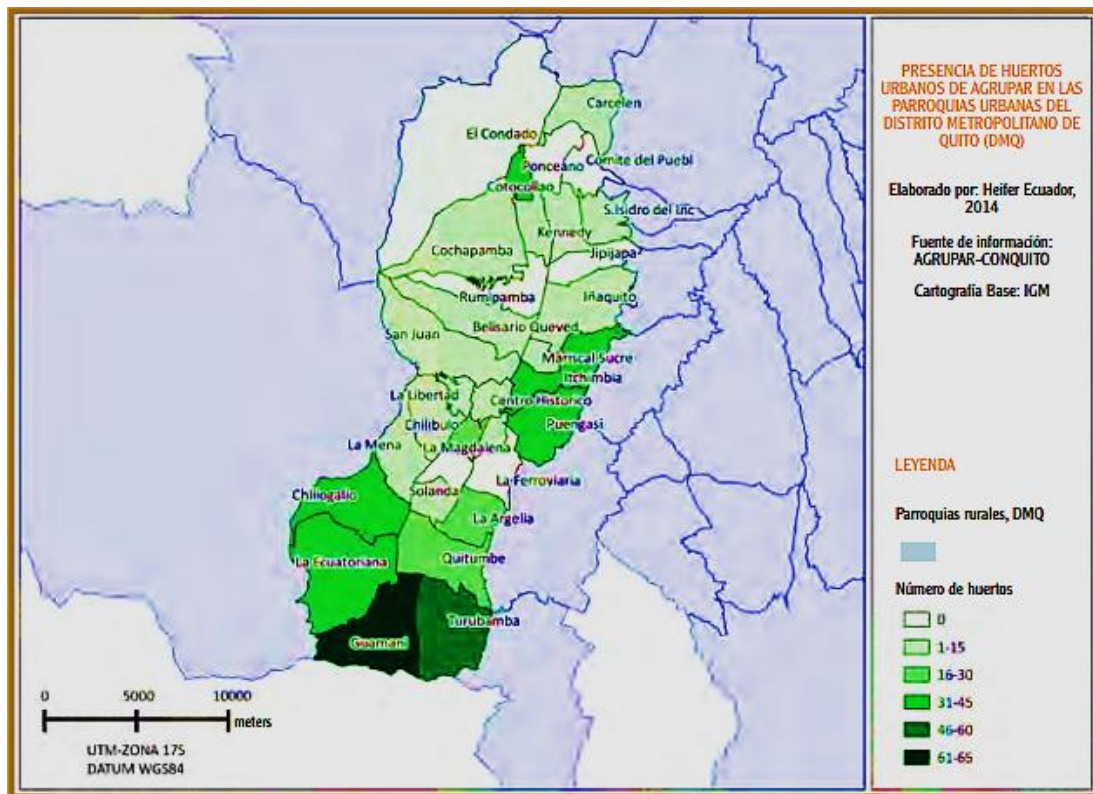 Carcelen
El Condado
Ponceano
Comite del Puebl
Cotocollao
S.Isidro del Inc
Kennedy
Cochapamba
Jipijapa
Rumipamba
Iñaquito
San Juan
Belisario Queved
Mariscal Sucre
Itchimbia
La Libertad
Centro Historico
Chilibulo
Puengasi
La Mena
La Magdalena
La Ferroviaria
Solanda
Chillogallo
La Argelia
La Ecuatoriana
Quitumbe
Turubamba
Guamani
0 5000 10000
meters
UTM-ZONA 17S
DATUM WGS84
PRESENCIA DE HUERTOS
URBANOS DE AGRUPAR EN LAS
PARROQUIAS URBANAS DEL
DISTRITO METROPOLITANO DE
QUITO (DMQ)
Elaborado por: Heifer Ecuador,
2014
Fuente de información:
AGRUPAR-CONQUITO
Cartografía Base: IGM
LEYENDA
Parroquias rurales, DMQ
Número de huertos
0
1-15
16-30
31-45
46-60
61-65